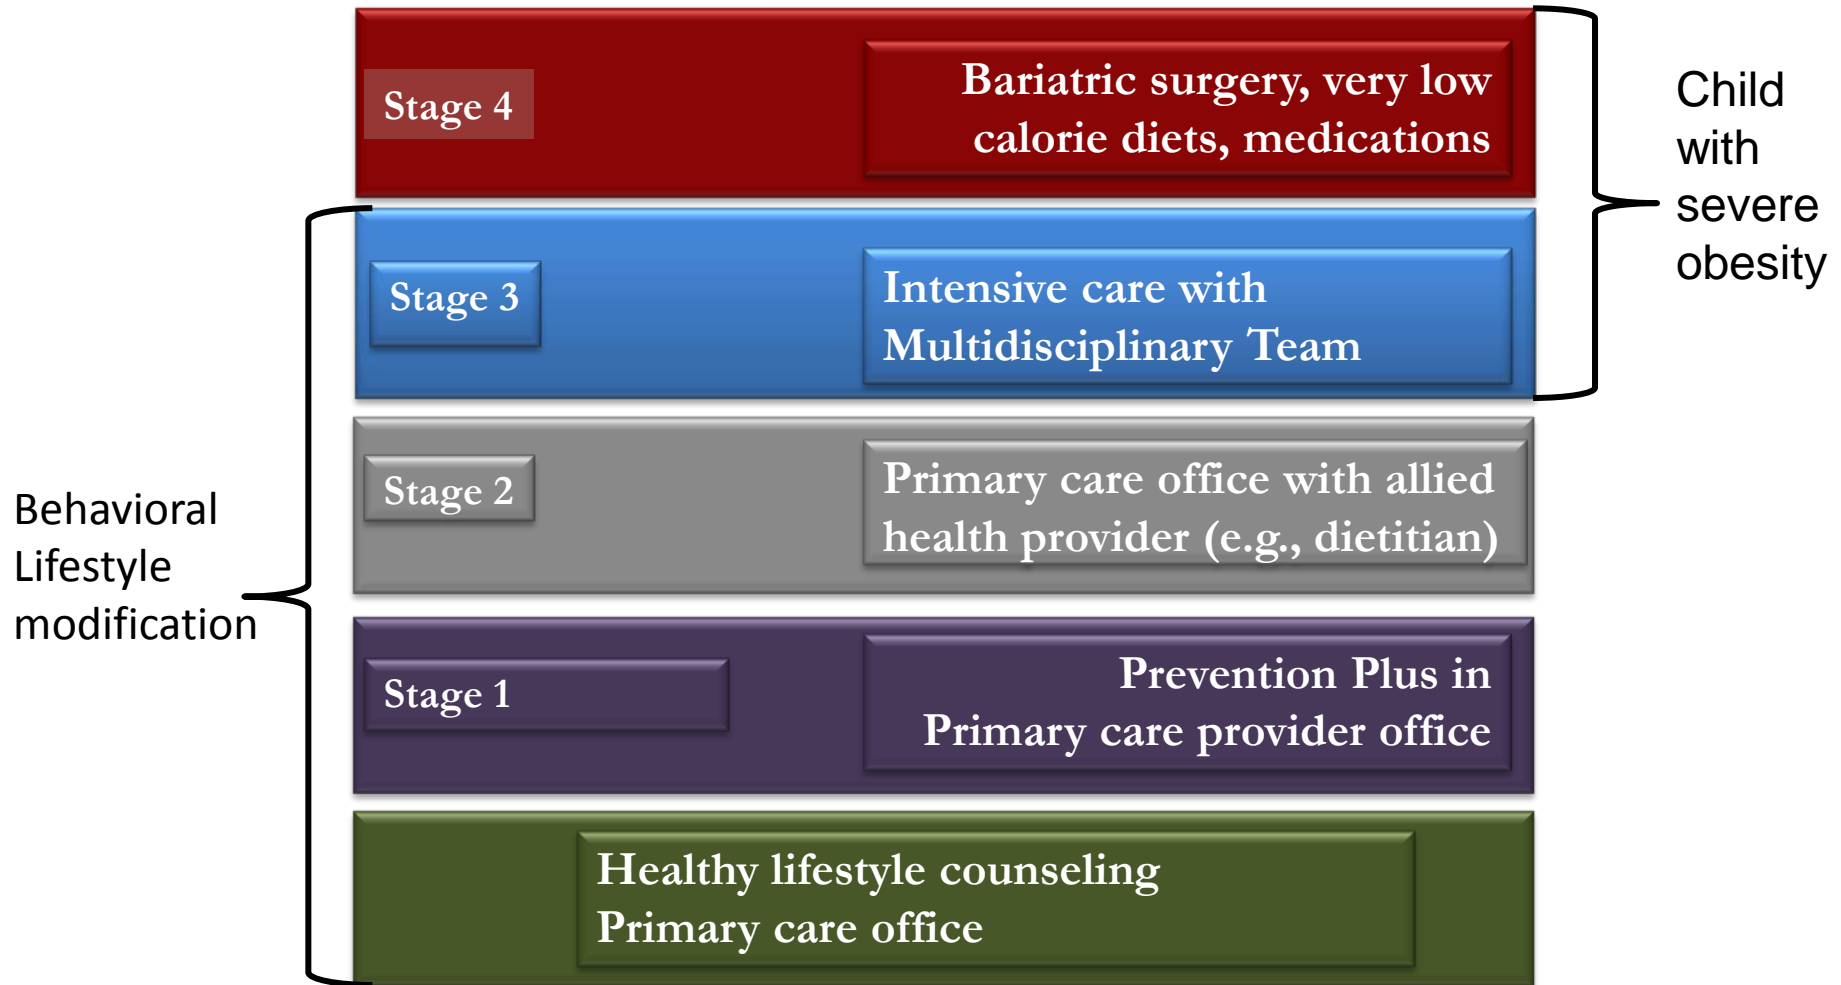 Stage 4
Bariatric surgery, very low
calorie diets, medications
Child
with
severe
obesity
Stage 3
Intensive care with
Multidisciplinary Team
Behavioral
Lifestyle
modification
Stage 2
Primary care office with allied
health provider (e.g., dietitian)
Stage 1
Prevention Plus in
Primary care provider office
Healthy lifestyle counseling
Primary care office